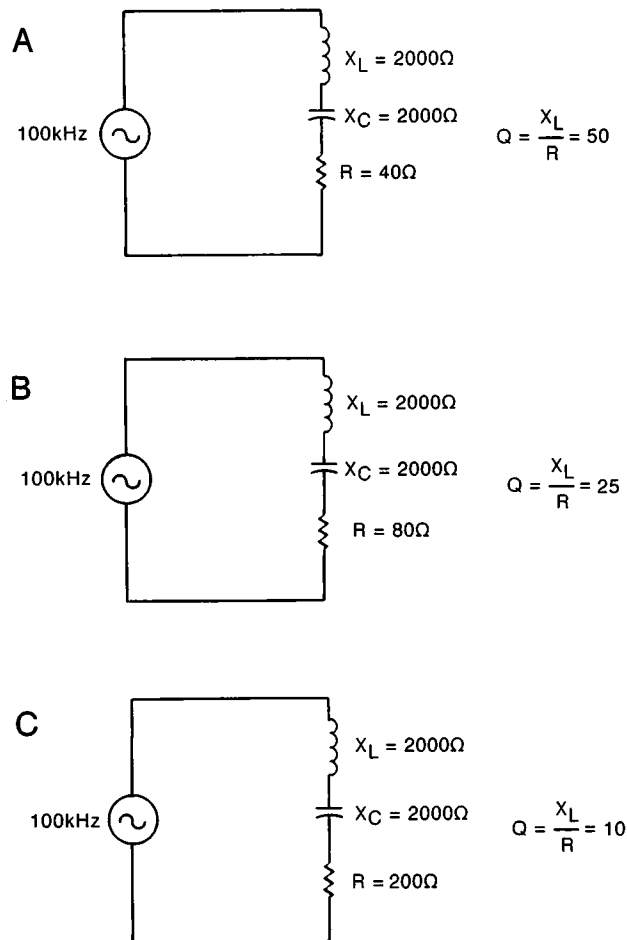 A
X_L = 2000Ω
100kHz
X_C = 2000Ω
Q = X_L / R = 50
R = 40Ω
B
X_L = 2000Ω
100kHz
X_C = 2000Ω
Q = X_L / R = 25
R = 80Ω
C
X_L = 2000Ω
100kHz
X_C = 2000Ω
Q = X_L / R = 10
R = 200Ω